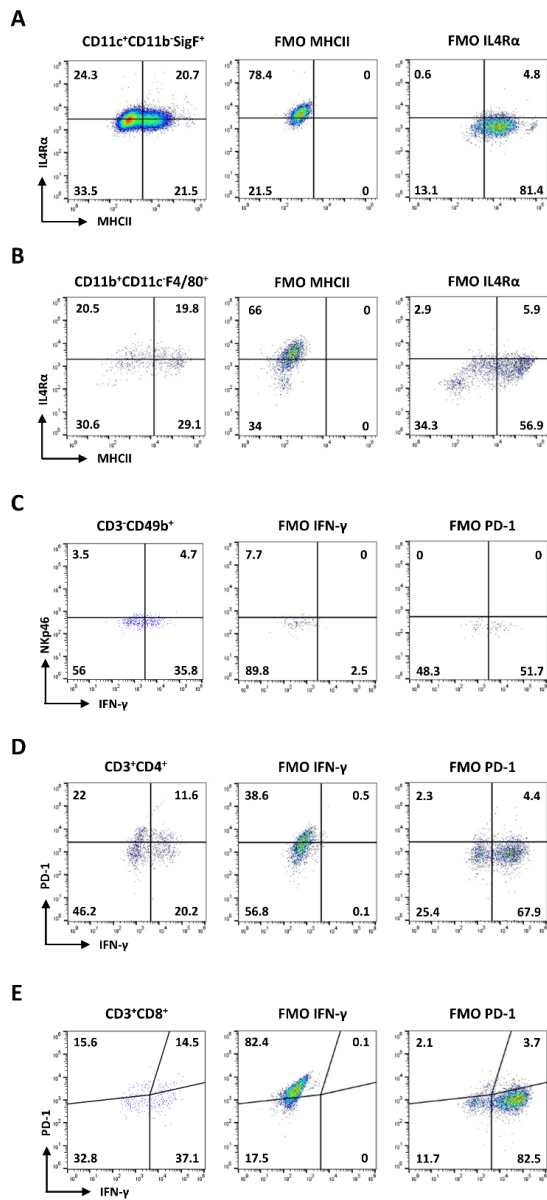 A
CD11c⁺CD11b⁻SigF⁺ FMO MHCII FMO IL4Rα
24.3 20.7 78.4 0 0.6 4.8
IL4Rα
33.5 21.5 21.5 0 13.1 81.4
MHCII
B
CD11b⁺CD11c⁻F4/80⁺ FMO MHCII FMO IL4Rα
20.5 19.8 66 0 2.9 5.9
IL4Rα
30.6 29.1 34 0 34.3 56.9
MHCII
C
CD3⁻CD49b⁺ FMO IFN-γ FMO PD-1
3.5 4.7 7.7 0 0 0
NKp46
56 35.8 89.8 2.5 48.3 51.7
IFN-γ
D
CD3⁺CD4⁺ FMO IFN-γ FMO PD-1
22 11.6 38.6 0.5 2.3 4.4
PD-1
46.2 20.2 56.8 0.1 25.4 67.9
IFN-γ
E
CD3⁺CD8⁺ FMO IFN-γ FMO PD-1
15.6 14.5 82.4 0.1 2.1 3.7
PD-1
32.8 37.1 17.5 0 11.7 82.5
IFN-γ